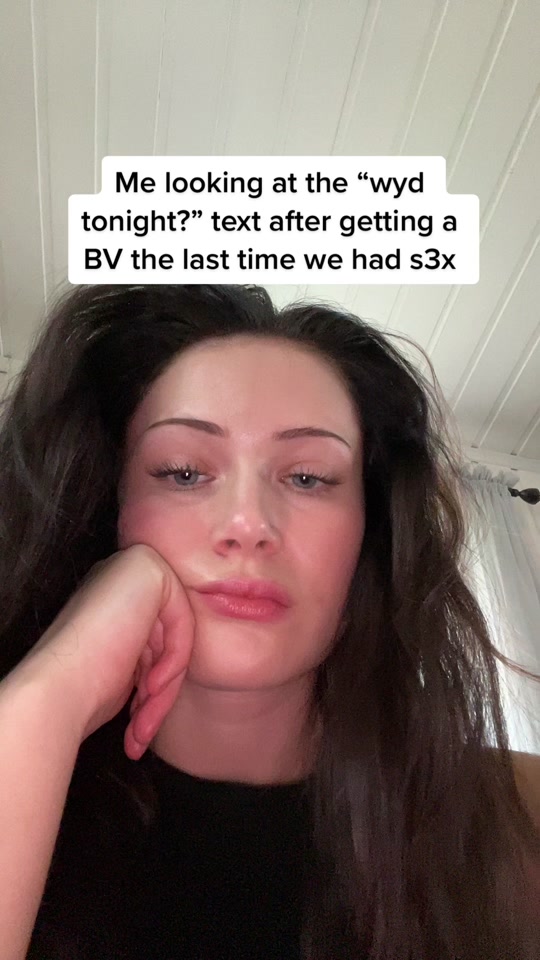 Me looking at the “wyd
tonight?” text after getting a
BV the last time we had s3x